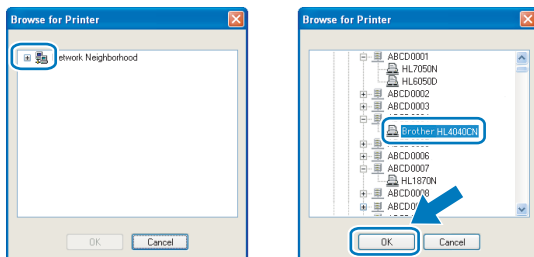 Browse for Printer
etwork Neighborhood
OK
Cancel
Browse for Printer
ABCD0001
HL7050N
HL6050D
ABCD0002
ABCD0003
Brother HL4040CN
ABCD0006
ABCD0007
HL1870N
ABCD0008
OK
Cancel